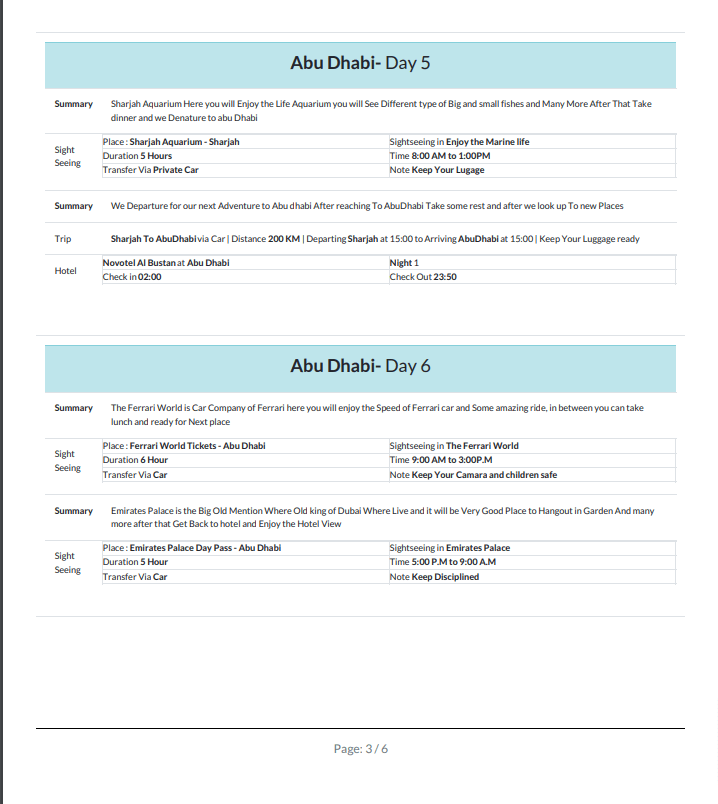 Abu Dhabi- Day 5
Summary Sharjah Aquarium Here you will Enjoy the Life Aquarium you will See Different type of Big and small fishes and Many More After That Take
dinner and we Denature to abu Dhabi
Sight Seeing
Place : Sharjah Aquarium - Sharjah Sightseeing in Enjoy the Marine life
Duration 5 Hours Time 8:00 AM to 1:00PM
Transfer Via Private Car Note Keep Your Lugage
Summary We Departure for our next Adventure to Abu dhabi After reaching To AbuDhabi Take some rest and after we look up To new Places
Trip Sharjah To AbuDhabi via Car | Distance 200 KM | Departing Sharjah at 15:00 to Arriving AbuDhabi at 15:00 | Keep Your Luggage ready
Hotel
Novotel Al Bustan at Abu Dhabi Night 1
Check in 02:00 Check Out 23:50
Abu Dhabi- Day 6
Summary The Ferrari World is Car Company of Ferrari here you will enjoy the Speed of Ferrari car and Some amazing ride, in between you can take
lunch and ready for Next place
Sight Seeing
Place : Ferrari World Tickets - Abu Dhabi Sightseeing in The Ferrari World
Duration 6 Hour Time 9:00 AM to 3:00P.M
Transfer Via Car Note Keep Your Camara and children safe
Summary Emirates Palace is the Big Old Mention Where Old king of Dubai Where Live and it will be Very Good Place to Hangout in Garden And many
more after that Get Back to hotel and Enjoy the Hotel View
Sight Seeing
Place : Emirates Palace Day Pass - Abu Dhabi Sightseeing in Emirates Palace
Duration 5 Hour Time 5:00 P.M to 9:00 A.M
Transfer Via Car Note Keep Disciplined
Page: 3 / 6